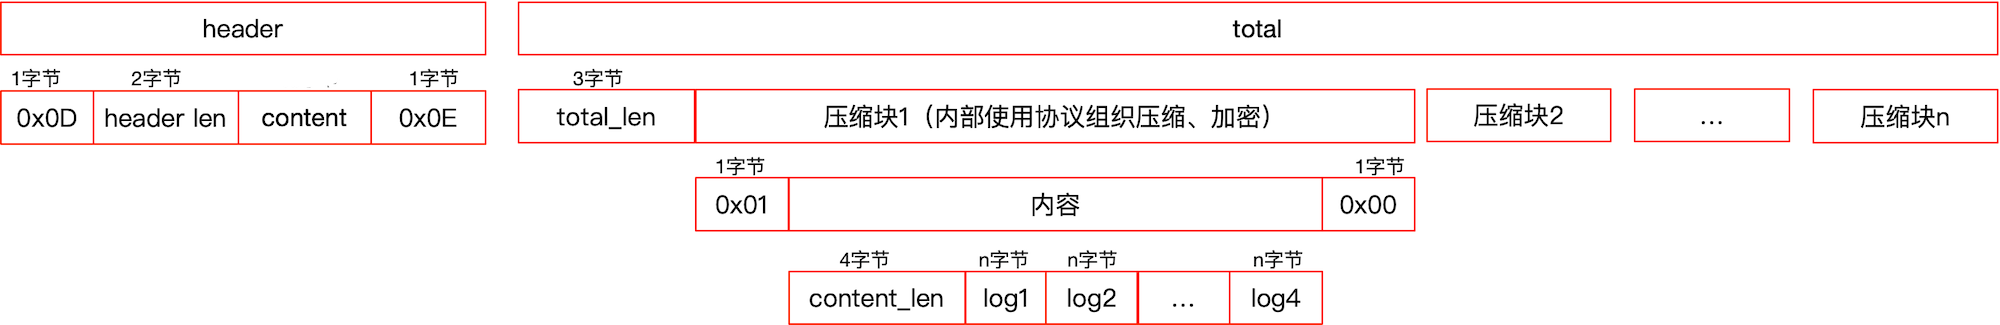 header total
1字节 2字节 1字节 3字节
0x0D header len content 0x0E total_len 压缩块1（内部使用协议组织压缩、加密） 压缩块2 ... 压缩块n
1字节 1字节
0x01 内容 0x00
4字节 n字节 n字节 n字节
content_len log1 log2 ... log4